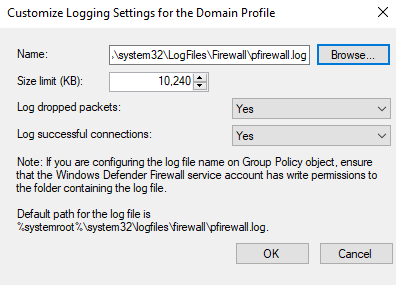 Customize Logging Settings for the Domain Profile
Name: .\system32\LogFiles\Firewall\pfirewall.log Browse...
Size limit (KB): 10,240
Log dropped packets: Yes
Log successful connections: Yes
Note: If you are configuring the log file name on Group Policy object, ensure
that the Windows Defender Firewall service account has write permissions to
the folder containing the log file.
Default path for the log file is
%systemroot%\system32\logfiles\firewall\pfirewall.log.
OK Cancel